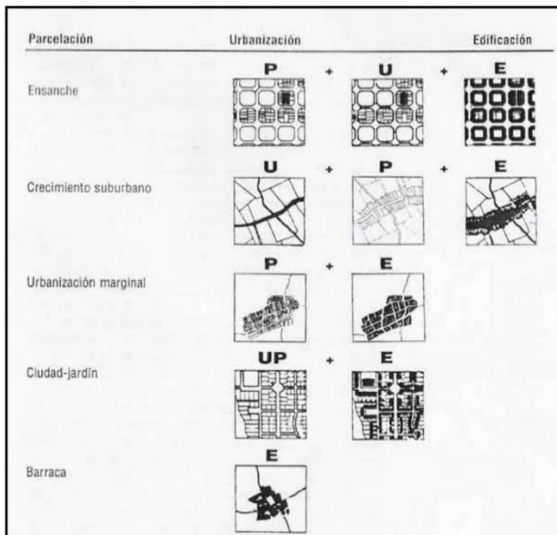 Parcelación Urbanización Edificación
P + U + E
Ensanche
U + P + E
Crecimiento suburbano
P + E
Urbanización marginal
UP + E
Ciudad-jardín
E
Barraca